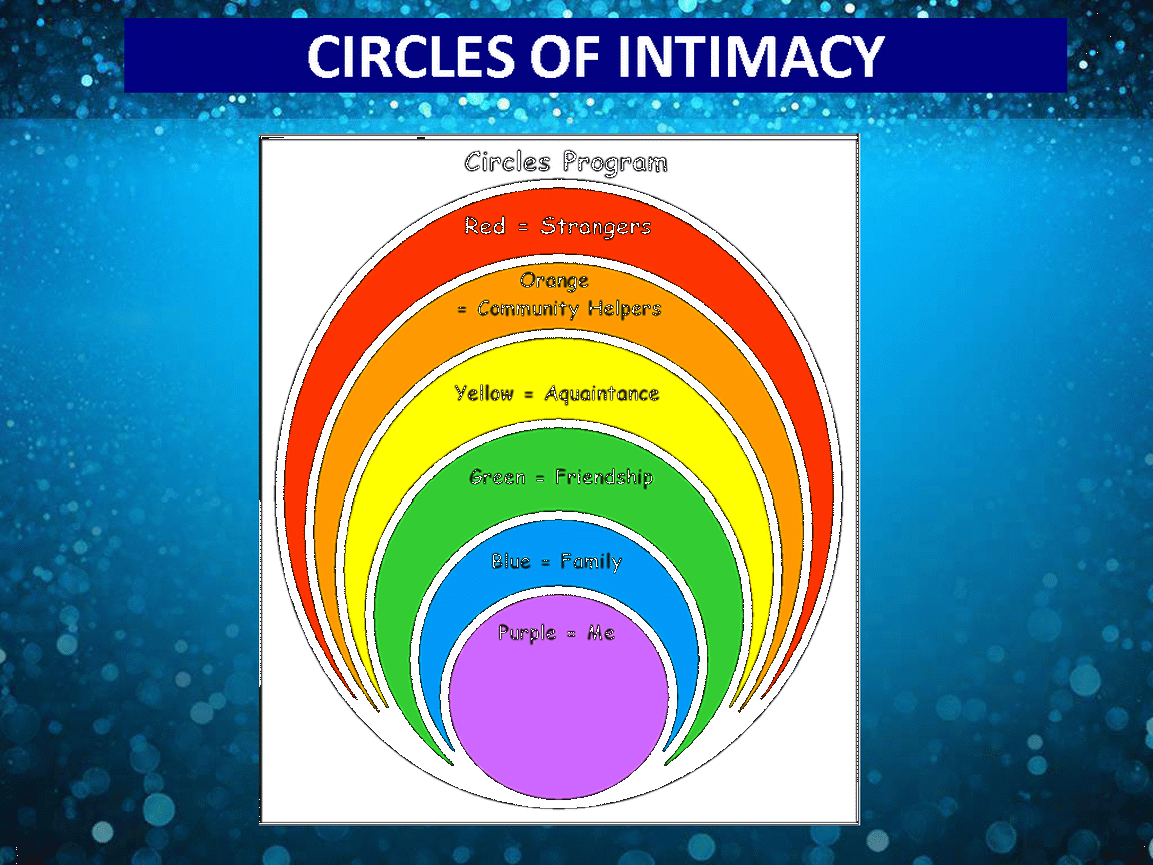 CIRCLES OF INTIMACY
Circles Program
Red = Strangers
Orange
= Community Helpers
Yellow = Aquaintance
Green = Friendship
Blue = Family
Purple = Me